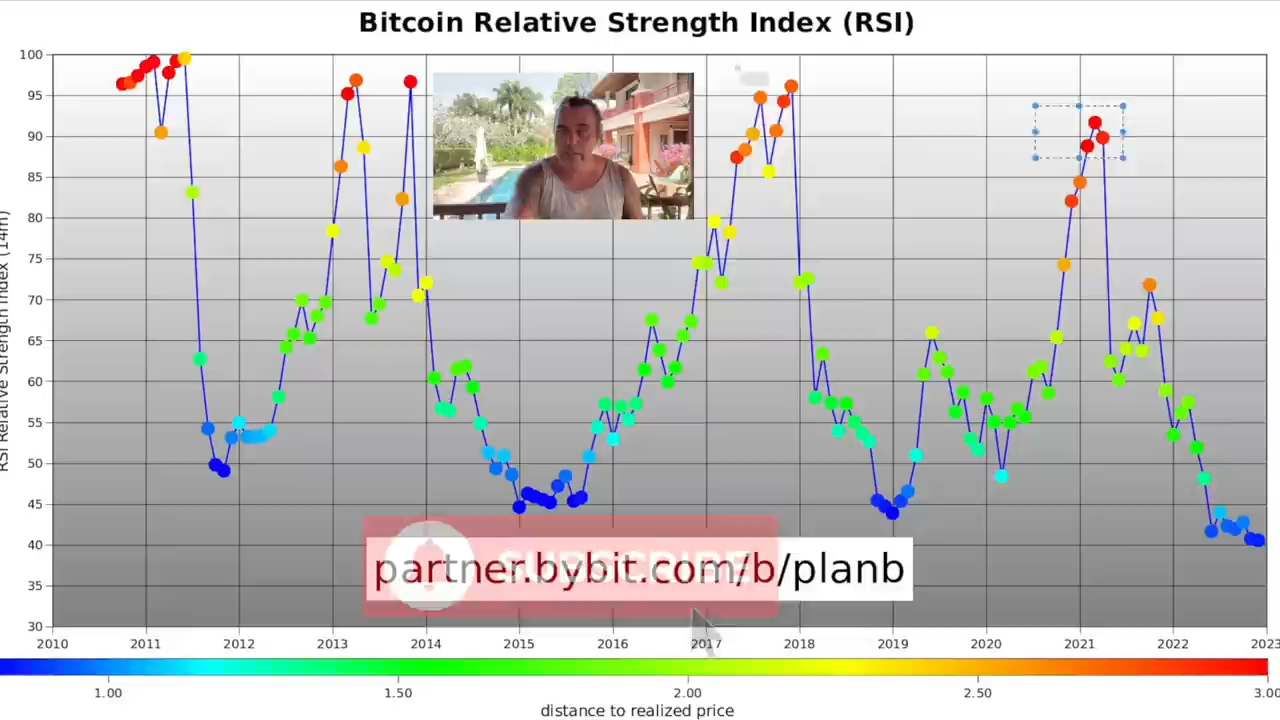 Bitcoin Relative Strength Index (RSI)
100
95
90
85
80
75
70
65
60
55
50
45
40
35
30
RSI Relative Strength Index (14m)
2010 2011 2012 2013 2014 2015 2016 2017 2018 2019 2020 2021 2022 2023
SUBSCRIBE
partner.bybit.com/b/planb
1.00 1.50 2.00 2.50 3.00
distance to realized price